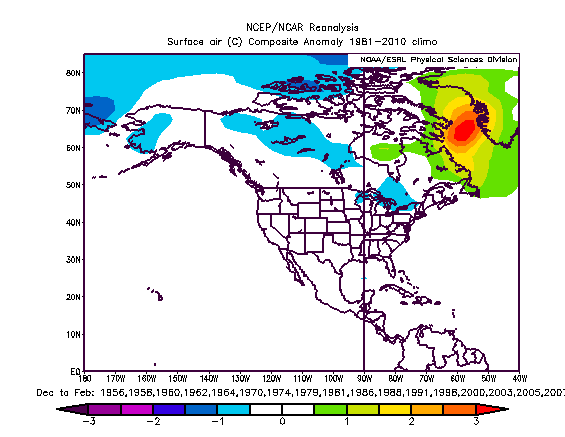 NCEP/NCAR Reanalysis
Surface air (C) Composite Anomaly 1981-2010 climo
NOAA/ESRL Physical Sciences Division
80N
70N
60N
50N
40N
30N
20N
10N
EQ
180 170W 160W 150W 140W 130W 120W 110W 100W 90W 80W 70W 60W 50W 40W
Dec to Feb: 1956,1958,1960,1962,1964,1970,1974,1979,1981,1986,1988,1991,1996,2000,2003,2005,2007
-3 -2 -1 0 1 2 3